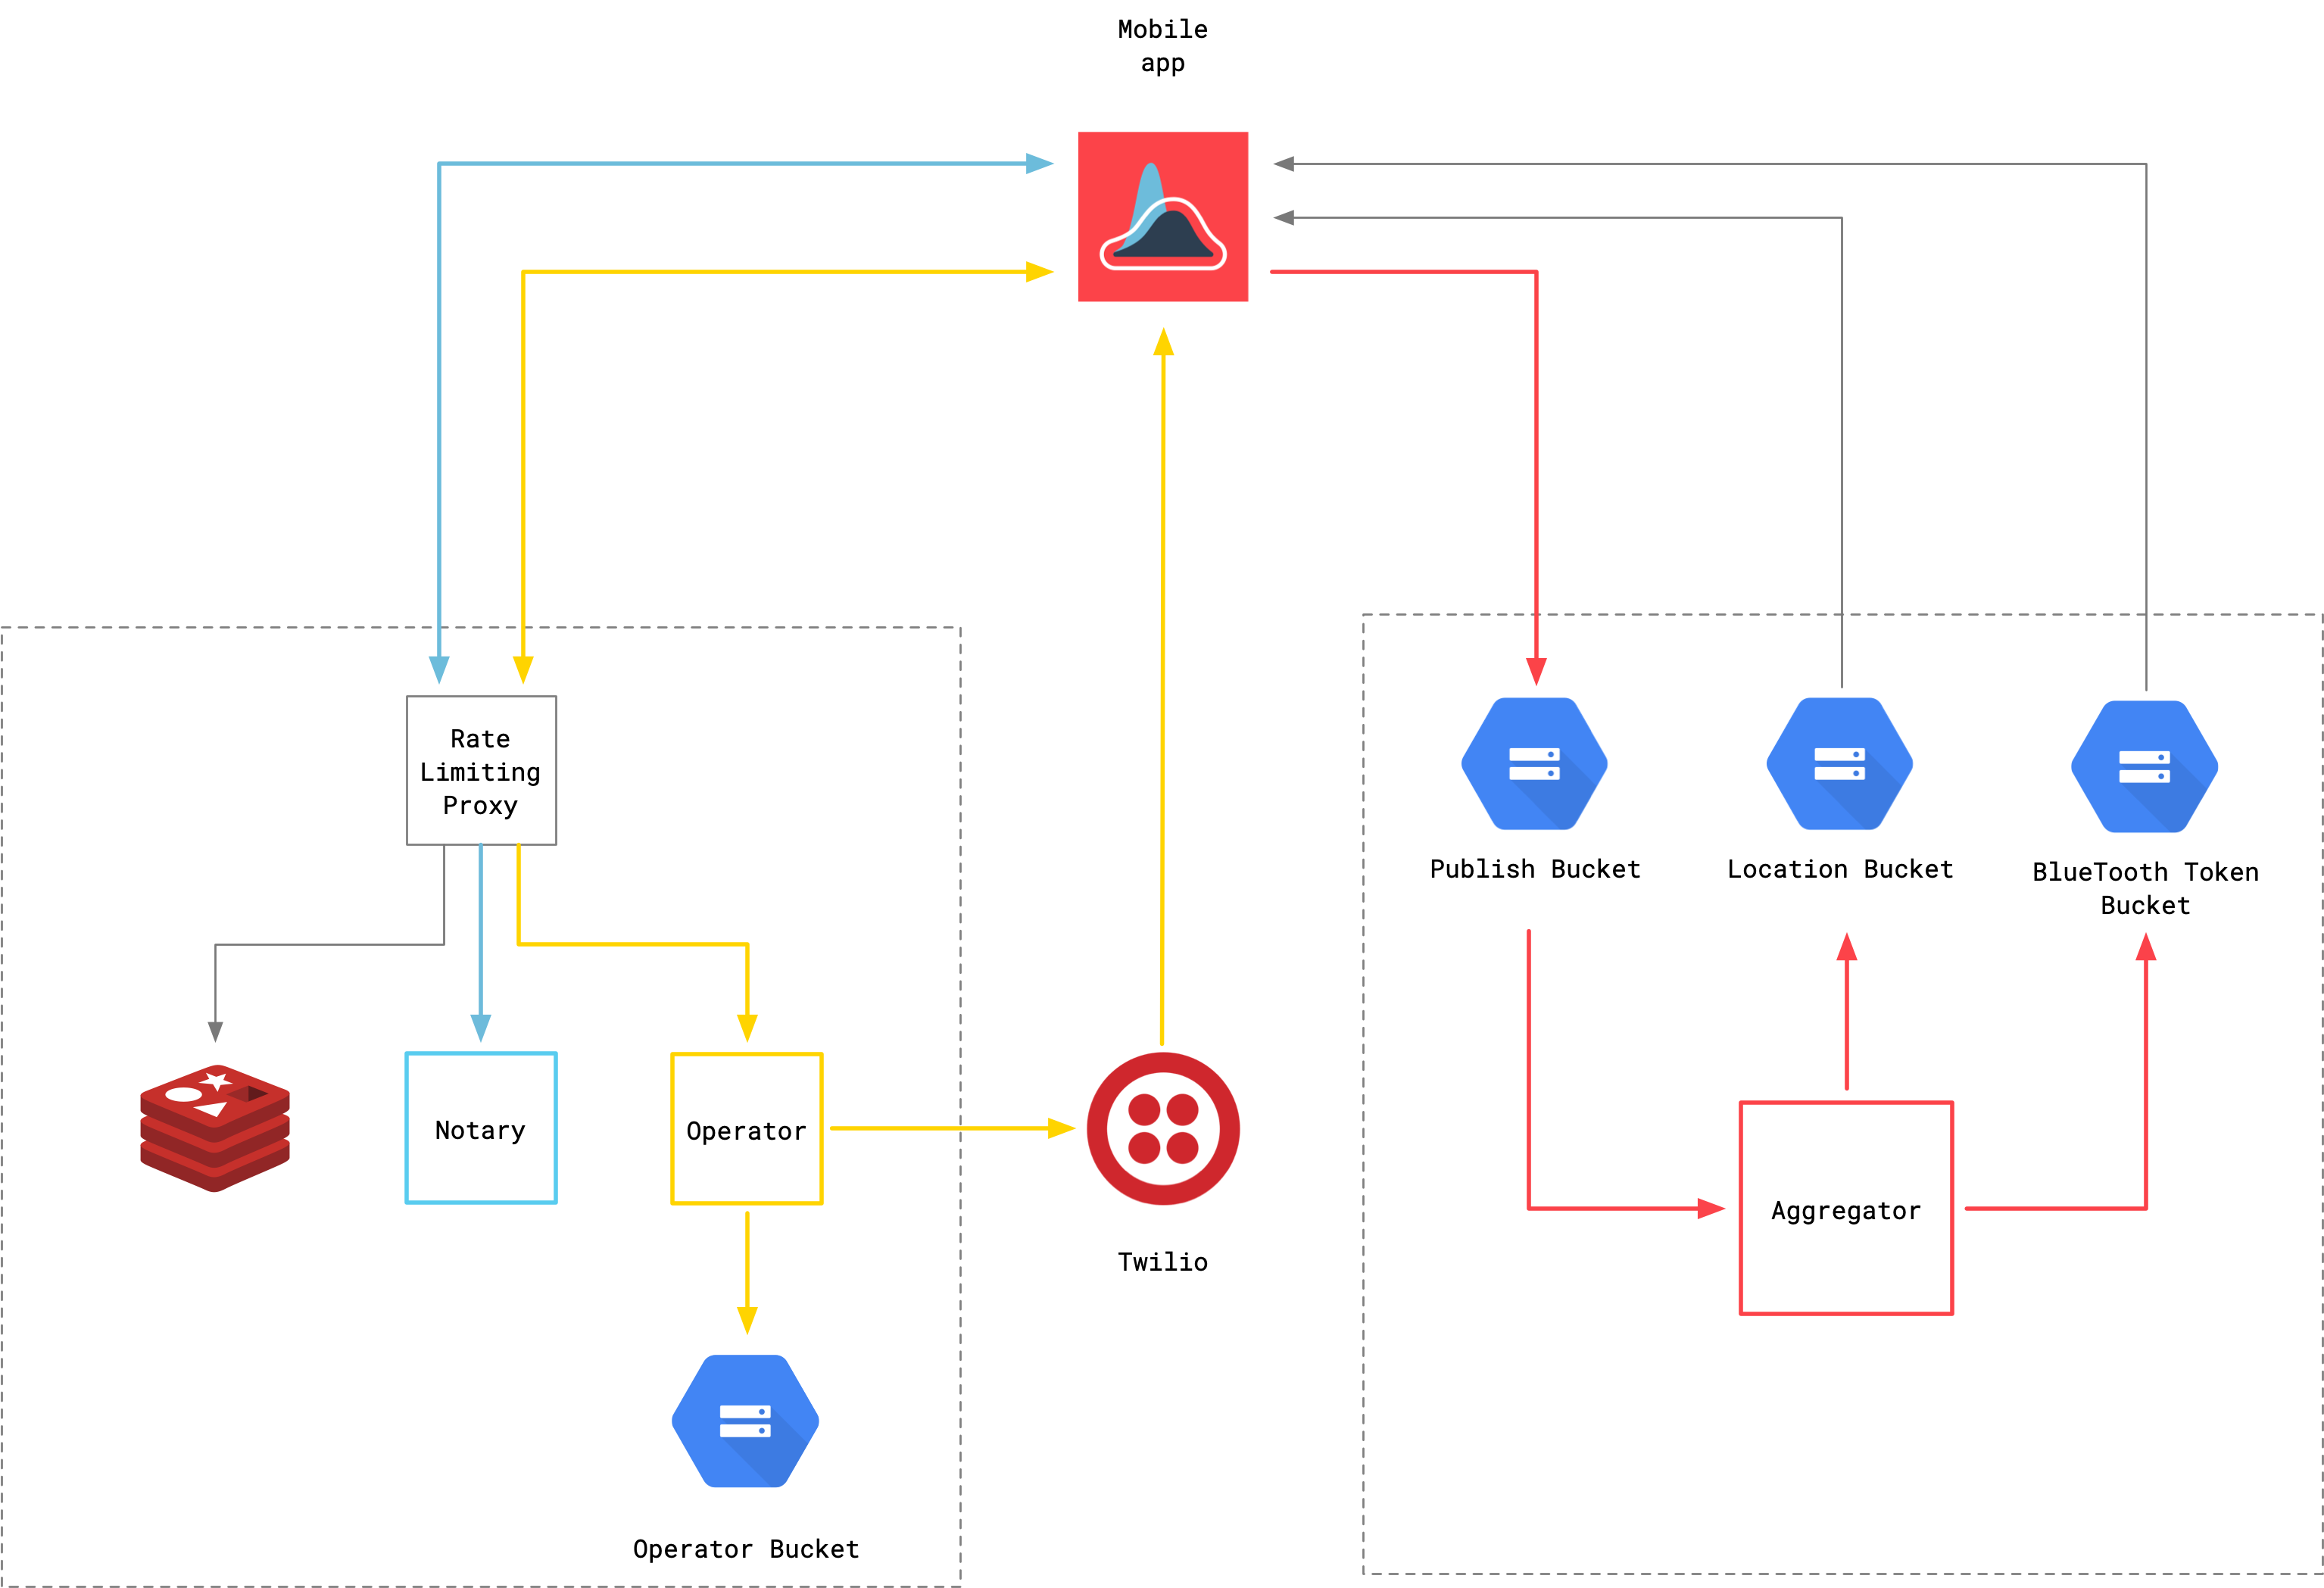 Mobile
app
Rate
Limiting
Proxy
Publish Bucket
Location Bucket
BlueTooth Token
Bucket
Notary
Operator
Twilio
Aggregator
Operator Bucket